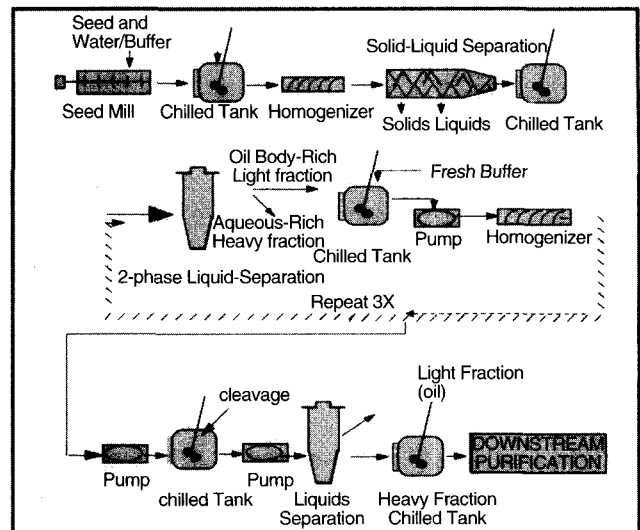 Seed and
Water/Buffer
Seed Mill
Chilled Tank
Homogenizer
Solid-Liquid Separation
Solids Liquids
Chilled Tank
Oil Body-Rich
Light fraction
Aqueous-Rich
Heavy fraction
2-phase Liquid-Separation
Fresh Buffer
Chilled Tank
Pump
Homogenizer
Repeat 3X
cleavage
Light Fraction
(oil)
Pump
chilled Tank
Pump
Liquids
Separation
Heavy Fraction
Chilled Tank
DOWNSTREAM
PURIFICATION